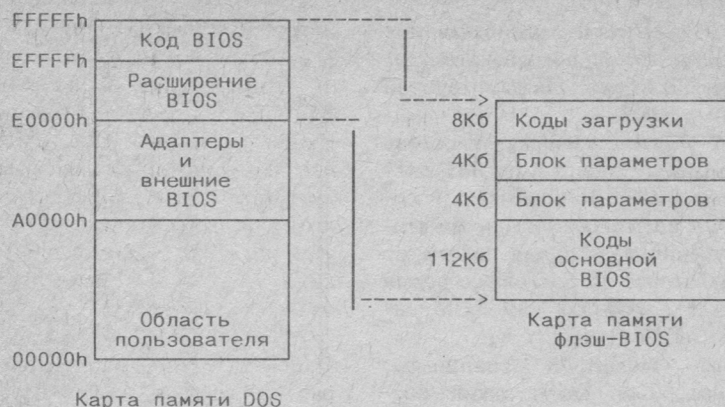 FFFFFh
Код BIOS
EFFFFh
Расширение
BIOS
E0000h
Адаптеры
и
внешние
BIOS
A0000h
Область
пользователя
00000h
Карта памяти DOS
8Кб Коды загрузки
4Кб Блок параметров
4Кб Блок параметров
112Кб
Коды
основной
BIOS
Карта памяти
флэш-BIOS